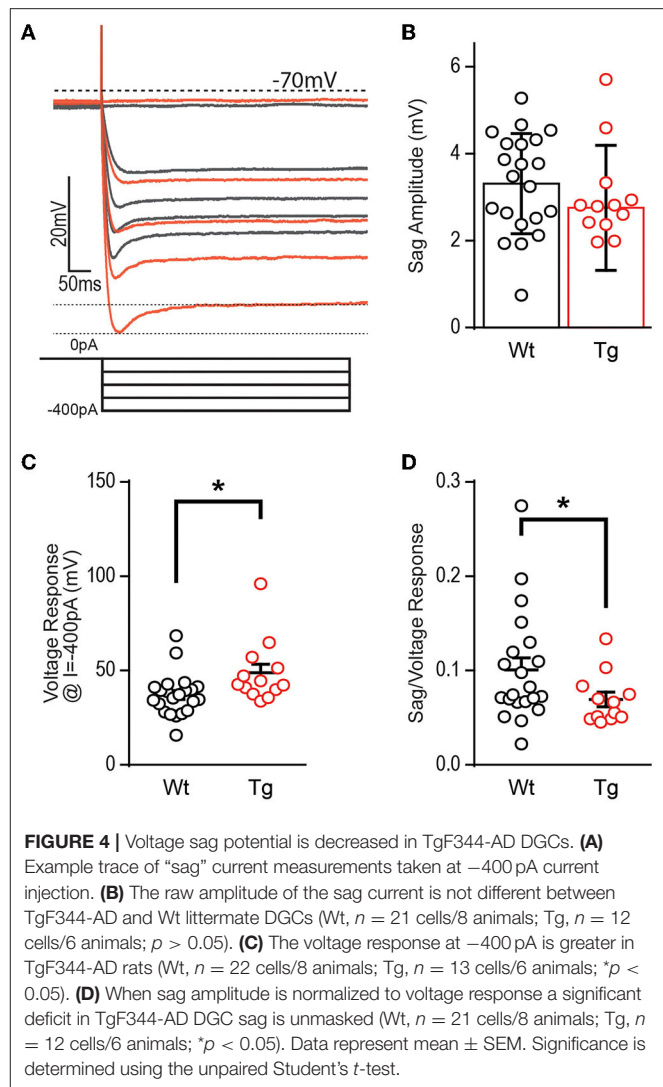 A
-70mV
20mV
50ms
0pA
-400pA
B
Sag Amplitude (mV)
6
4
2
0
Wt
Tg
C
Voltage Response
@ I=-400pA (mV)
150
100
50
0
*
Wt
Tg
D
Sag/Voltage Response
0.3
0.2
0.1
0.0
*
Wt
Tg
FIGURE 4 | Voltage sag potential is decreased in TgF344-AD DGCs. (A)
Example trace of “sag” current measurements taken at −400 pA current
injection. (B) The raw amplitude of the sag current is not different between
TgF344-AD and Wt littermate DGCs (Wt, n = 21 cells/8 animals; Tg, n = 12
cells/6 animals; p > 0.05). (C) The voltage response at −400 pA is greater in
TgF344-AD rats (Wt, n = 22 cells/8 animals; Tg, n = 13 cells/6 animals; *p <
0.05). (D) When sag amplitude is normalized to voltage response a significant
deficit in TgF344-AD DGC sag is unmasked (Wt, n = 21 cells/8 animals; Tg,
n = 12 cells/6 animals; *p < 0.05). Data represent mean ± SEM. Significance is
determined using the unpaired Student’s t-test.